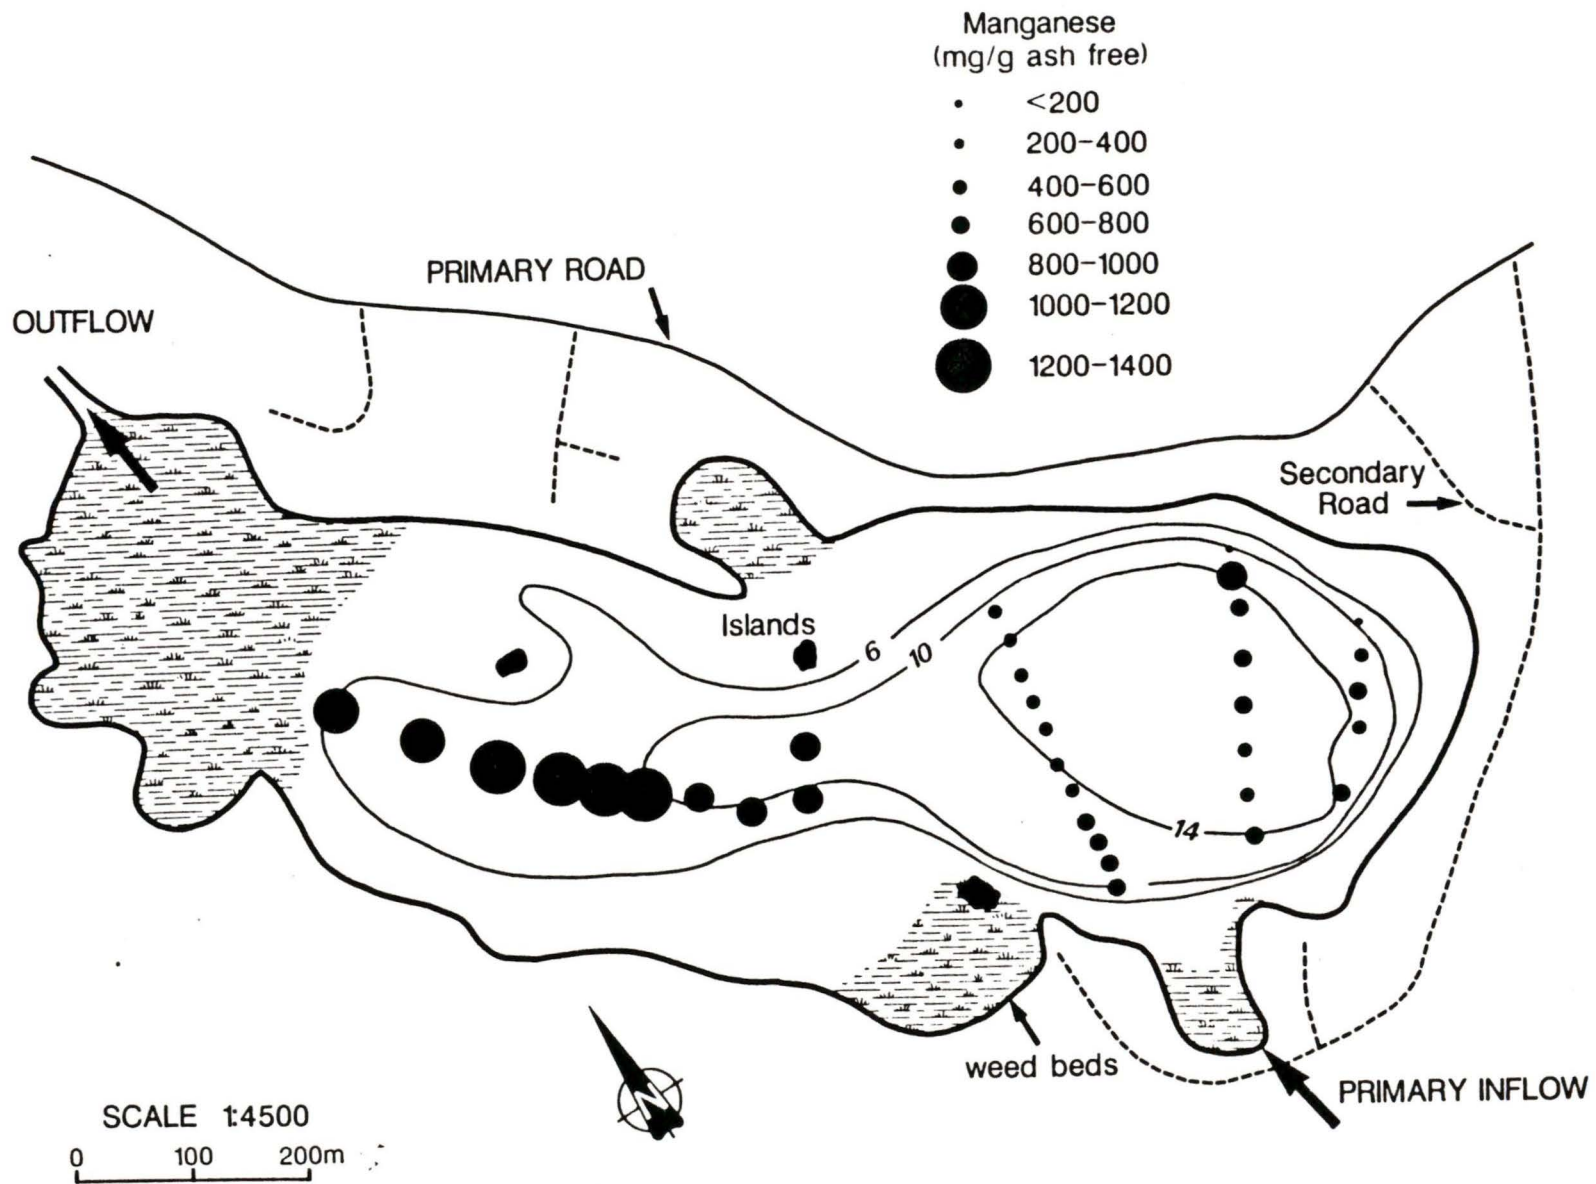 Manganese
(mg/g ash free)
<200
200-400
400-600
600-800
800-1000
1000-1200
1200-1400
PRIMARY ROAD
OUTFLOW
Secondary
Road
Islands
6
10
14
weed beds
PRIMARY INFLOW
N
SCALE 1:4500
0 100 200m